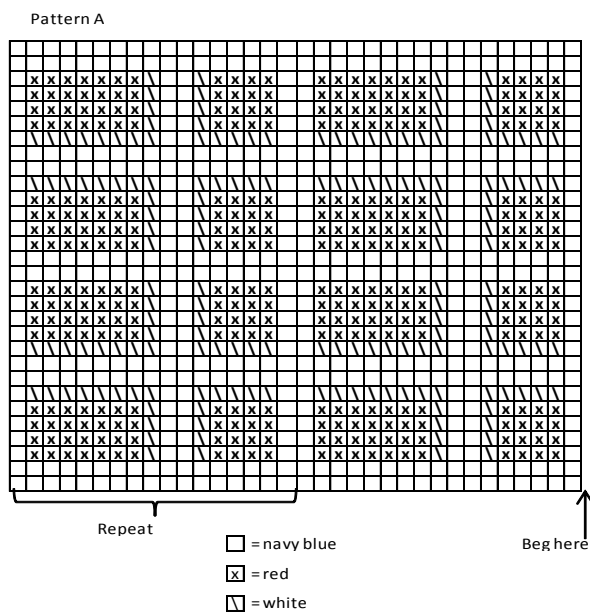 Pattern A
Repeat
Beg here
= navy blue
x = red
\ = white